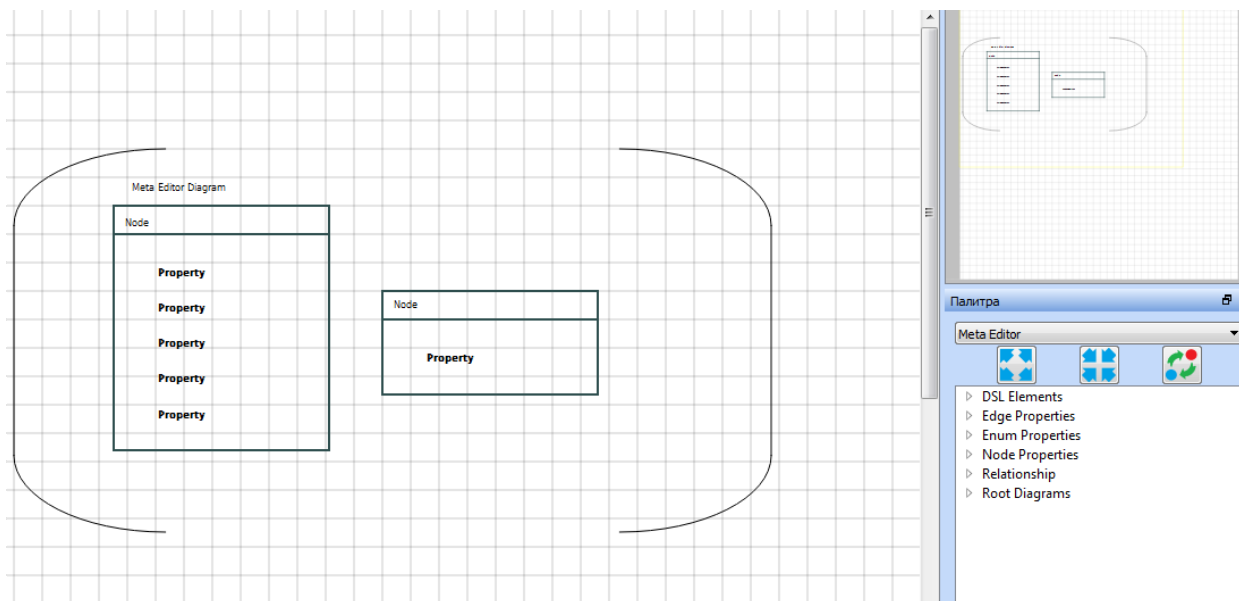 Meta Editor Diagram
Node
Property
Property
Property
Property
Property
Node
Property
Палитра
Meta Editor
DSL Elements
Edge Properties
Enum Properties
Node Properties
Relationship
Root Diagrams